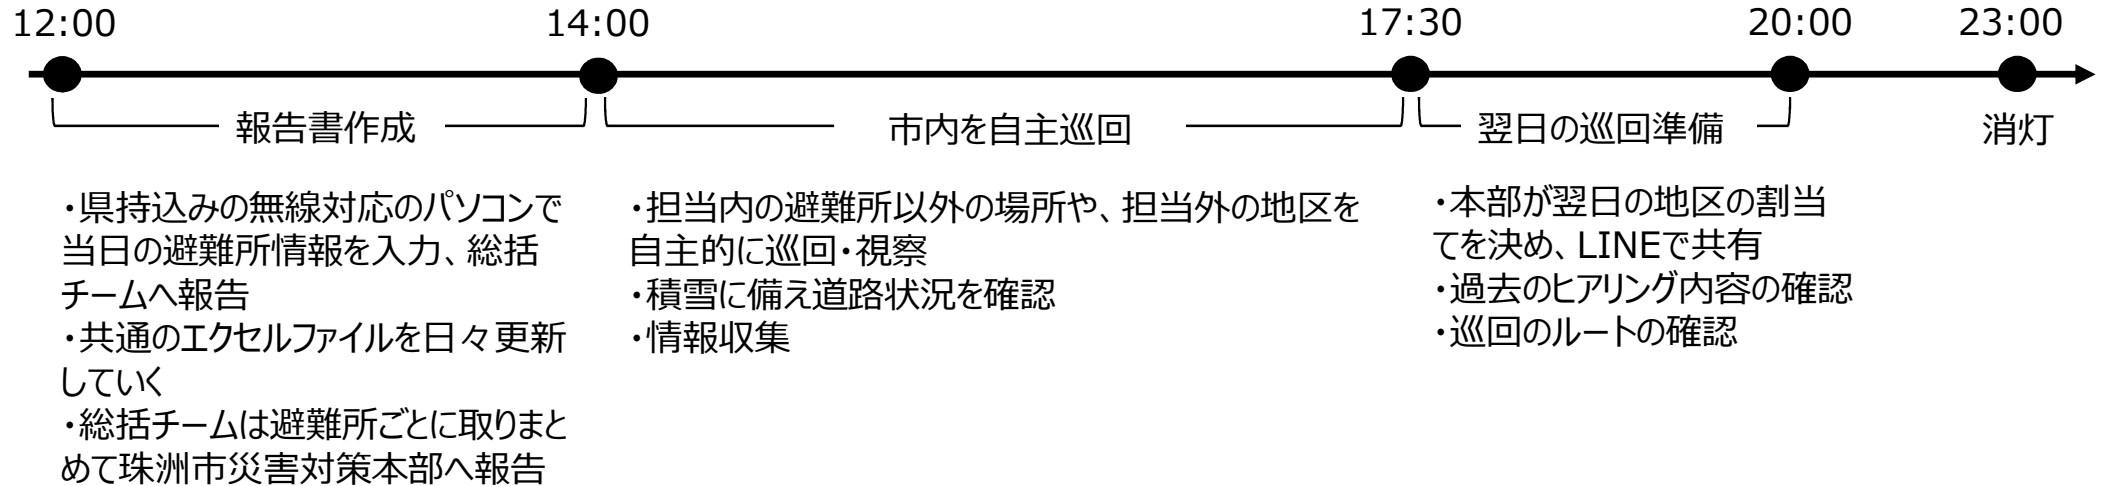 12:00 14:00 17:30 20:00 23:00
報告書作成 市内を自主巡回 翌日の巡回準備 消灯
・県持込みの無線対応のパソコンで
当日の避難所情報を入力、総括
チームへ報告
・共通のエクセルファイルを日々更新
していく
・総括チームは避難所ごとに取りまと
めて珠洲市災害対策本部へ報告
・担当内の避難所以外の場所や、担当外の地区を
自主的に巡回・視察
・積雪に備え道路状況を確認
・情報収集
・本部が翌日の地区の割当
てを決め、LINEで共有
・過去のヒアリング内容の確認
・巡回のルートの確認